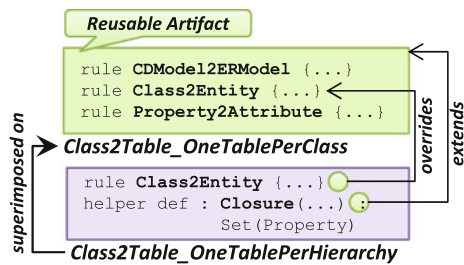 Reusable Artifact
rule CDModel2ERModel {...}
rule Class2Entity {...}
rule Property2Attribute {...}
Class2Table_OneTablePerClass
rule Class2Entity {...}
helper def : Closure(...) :
Set(Property)
Class2Table_OneTablePerHierarchy
superimposed on
overrides
extends